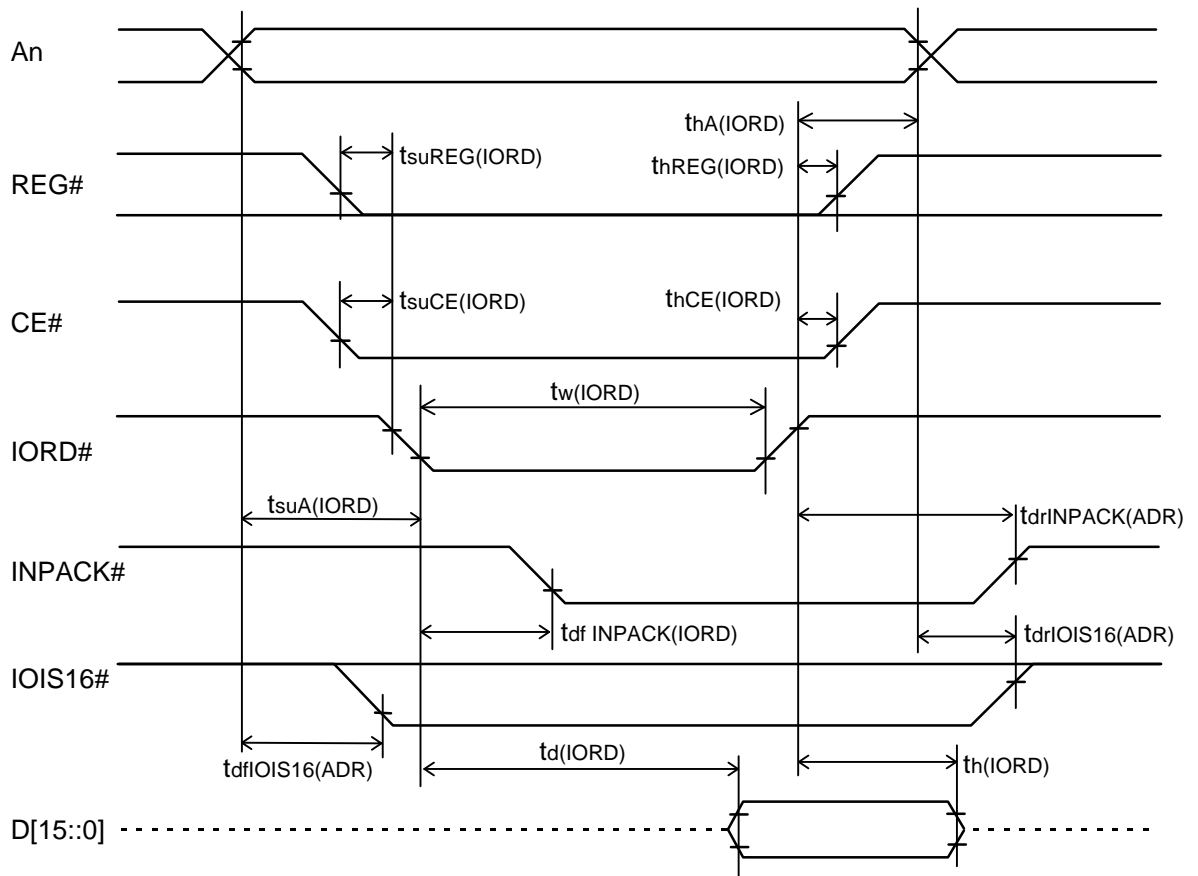 An
thA(IORD)
tsuREG(IORD)
thREG(IORD)
REG#
tsuCE(IORD)
thCE(IORD)
CE#
tw(IORD)
IORD#
tsuA(IORD)
tdrINPACK(ADR)
INPACK#
tdf INPACK(IORD)
tdrIOIS16(ADR)
IOIS16#
tdfIOIS16(ADR)
td(IORD)
th(IORD)
D[15::0]